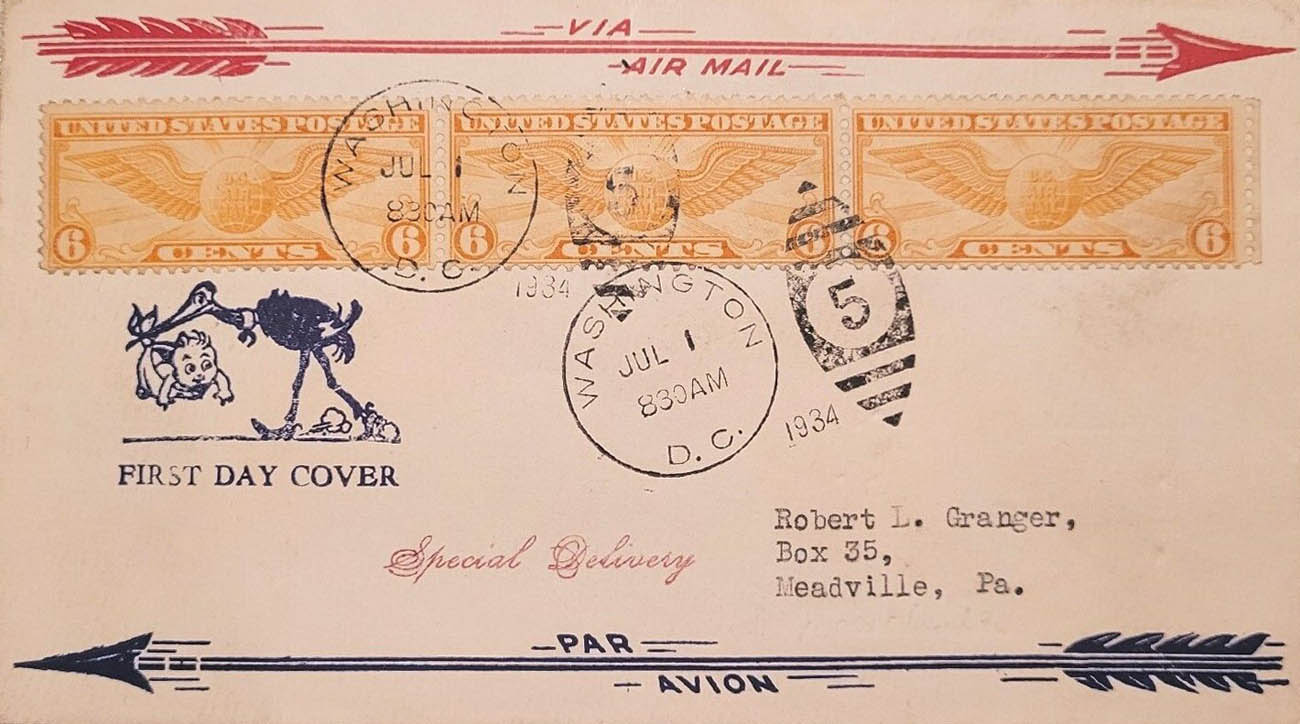 VIA
AIR MAIL
UNITED STATES POSTAGE UNITED STATES POSTAGE UNITED STATES POSTAGE
6 CENTS 6 6 CENTS 6 6 CENTS 6
WASHINGTON
JUL 1
830AM
D. C.
1934
5
WASHINGTON
JUL 1
830AM
D. C.
1934
5
FIRST DAY COVER
Special Delivery
Robert L. Granger,
Box 35,
Meadville, Pa.
PAR
AVION